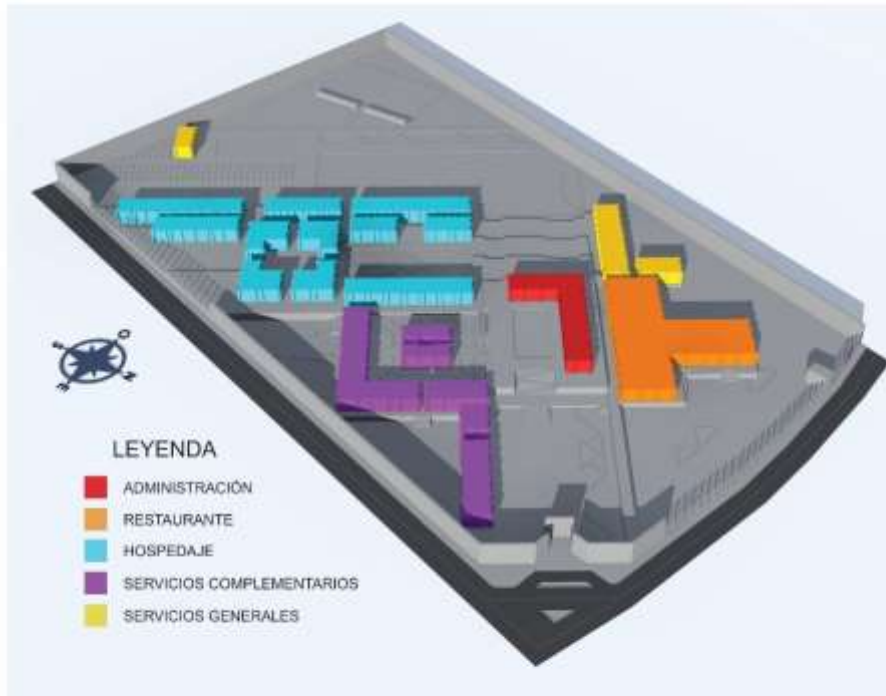 S
O
E
N
LEYENDA
ADMINISTRACIÓN
RESTAURANTE
HOSPEDAJE
SERVICIOS COMPLEMENTARIOS
SERVICIOS GENERALES